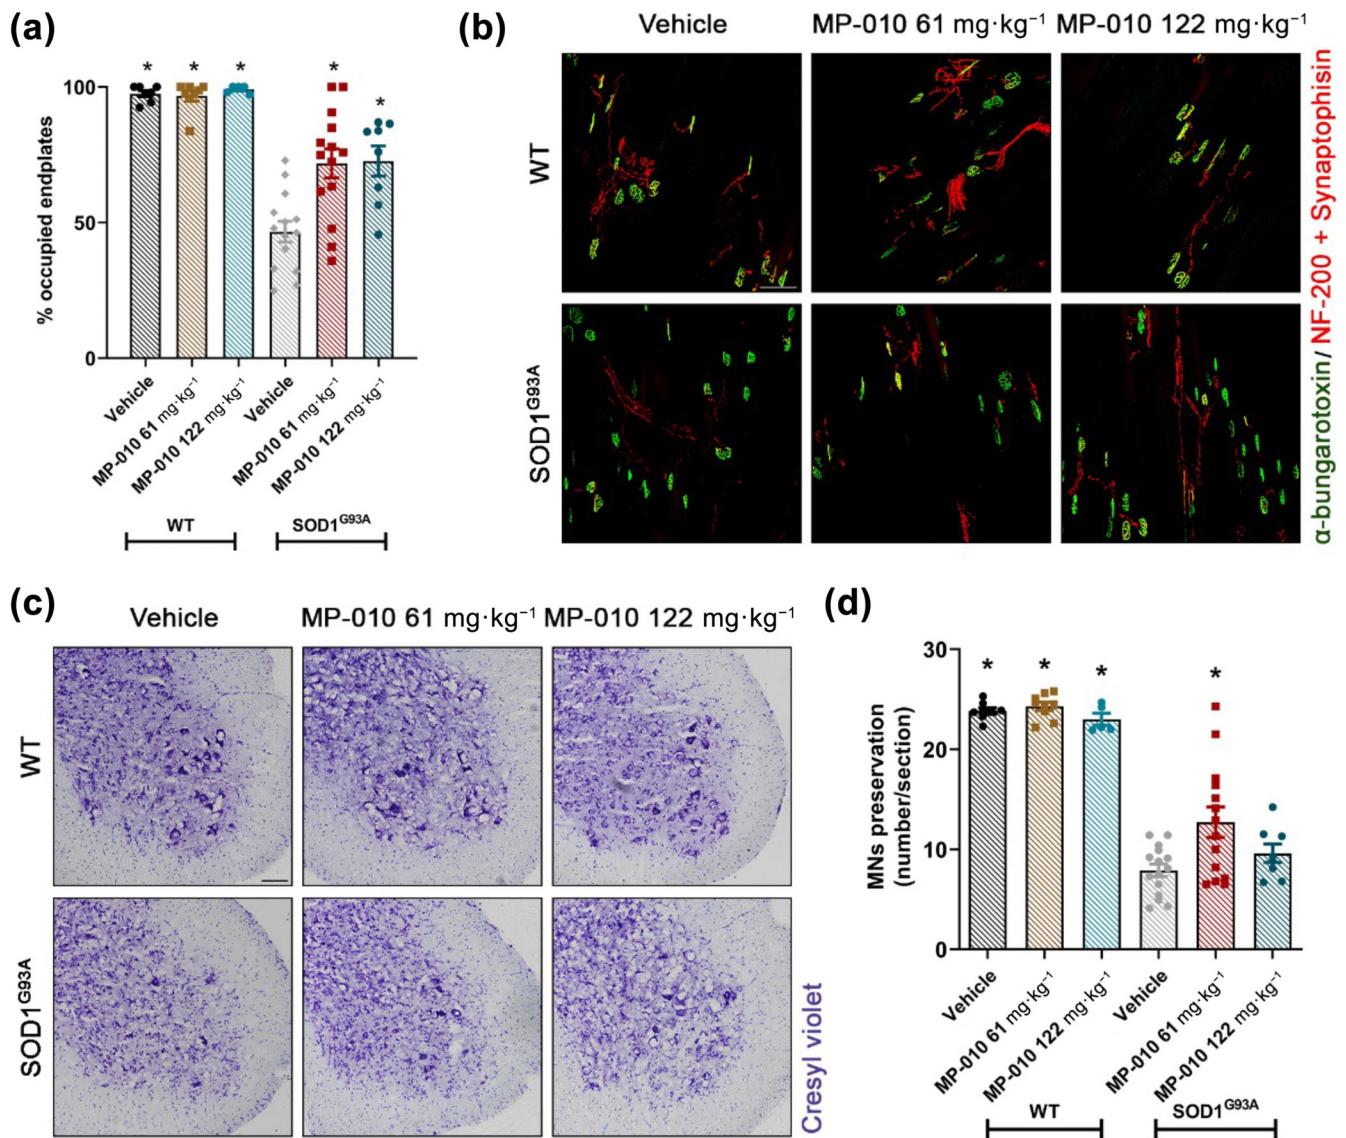 (a)
% occupied endplates
100
50
0
* * * * *
Vehicle
MP-010 61 mg·kg⁻¹
MP-010 122 mg·kg⁻¹
Vehicle
MP-010 61 mg·kg⁻¹
MP-010 122 mg·kg⁻¹
WT
SOD1ᴳ⁹³ᴬ
(b)
Vehicle
MP-010 61 mg·kg⁻¹
MP-010 122 mg·kg⁻¹
WT
SOD1ᴳ⁹³ᴬ
α-bungarotoxin/ NF-200 + Synaptophisin
(c)
Vehicle
MP-010 61 mg·kg⁻¹
MP-010 122 mg·kg⁻¹
WT
SOD1ᴳ⁹³ᴬ
Cresyl violet
(d)
MNs preservation
(number/section)
30
20
10
0
* * * *
Vehicle
MP-010 61 mg·kg⁻¹
MP-010 122 mg·kg⁻¹
Vehicle
MP-010 61 mg·kg⁻¹
MP-010 122 mg·kg⁻¹
WT
SOD1ᴳ⁹³ᴬ